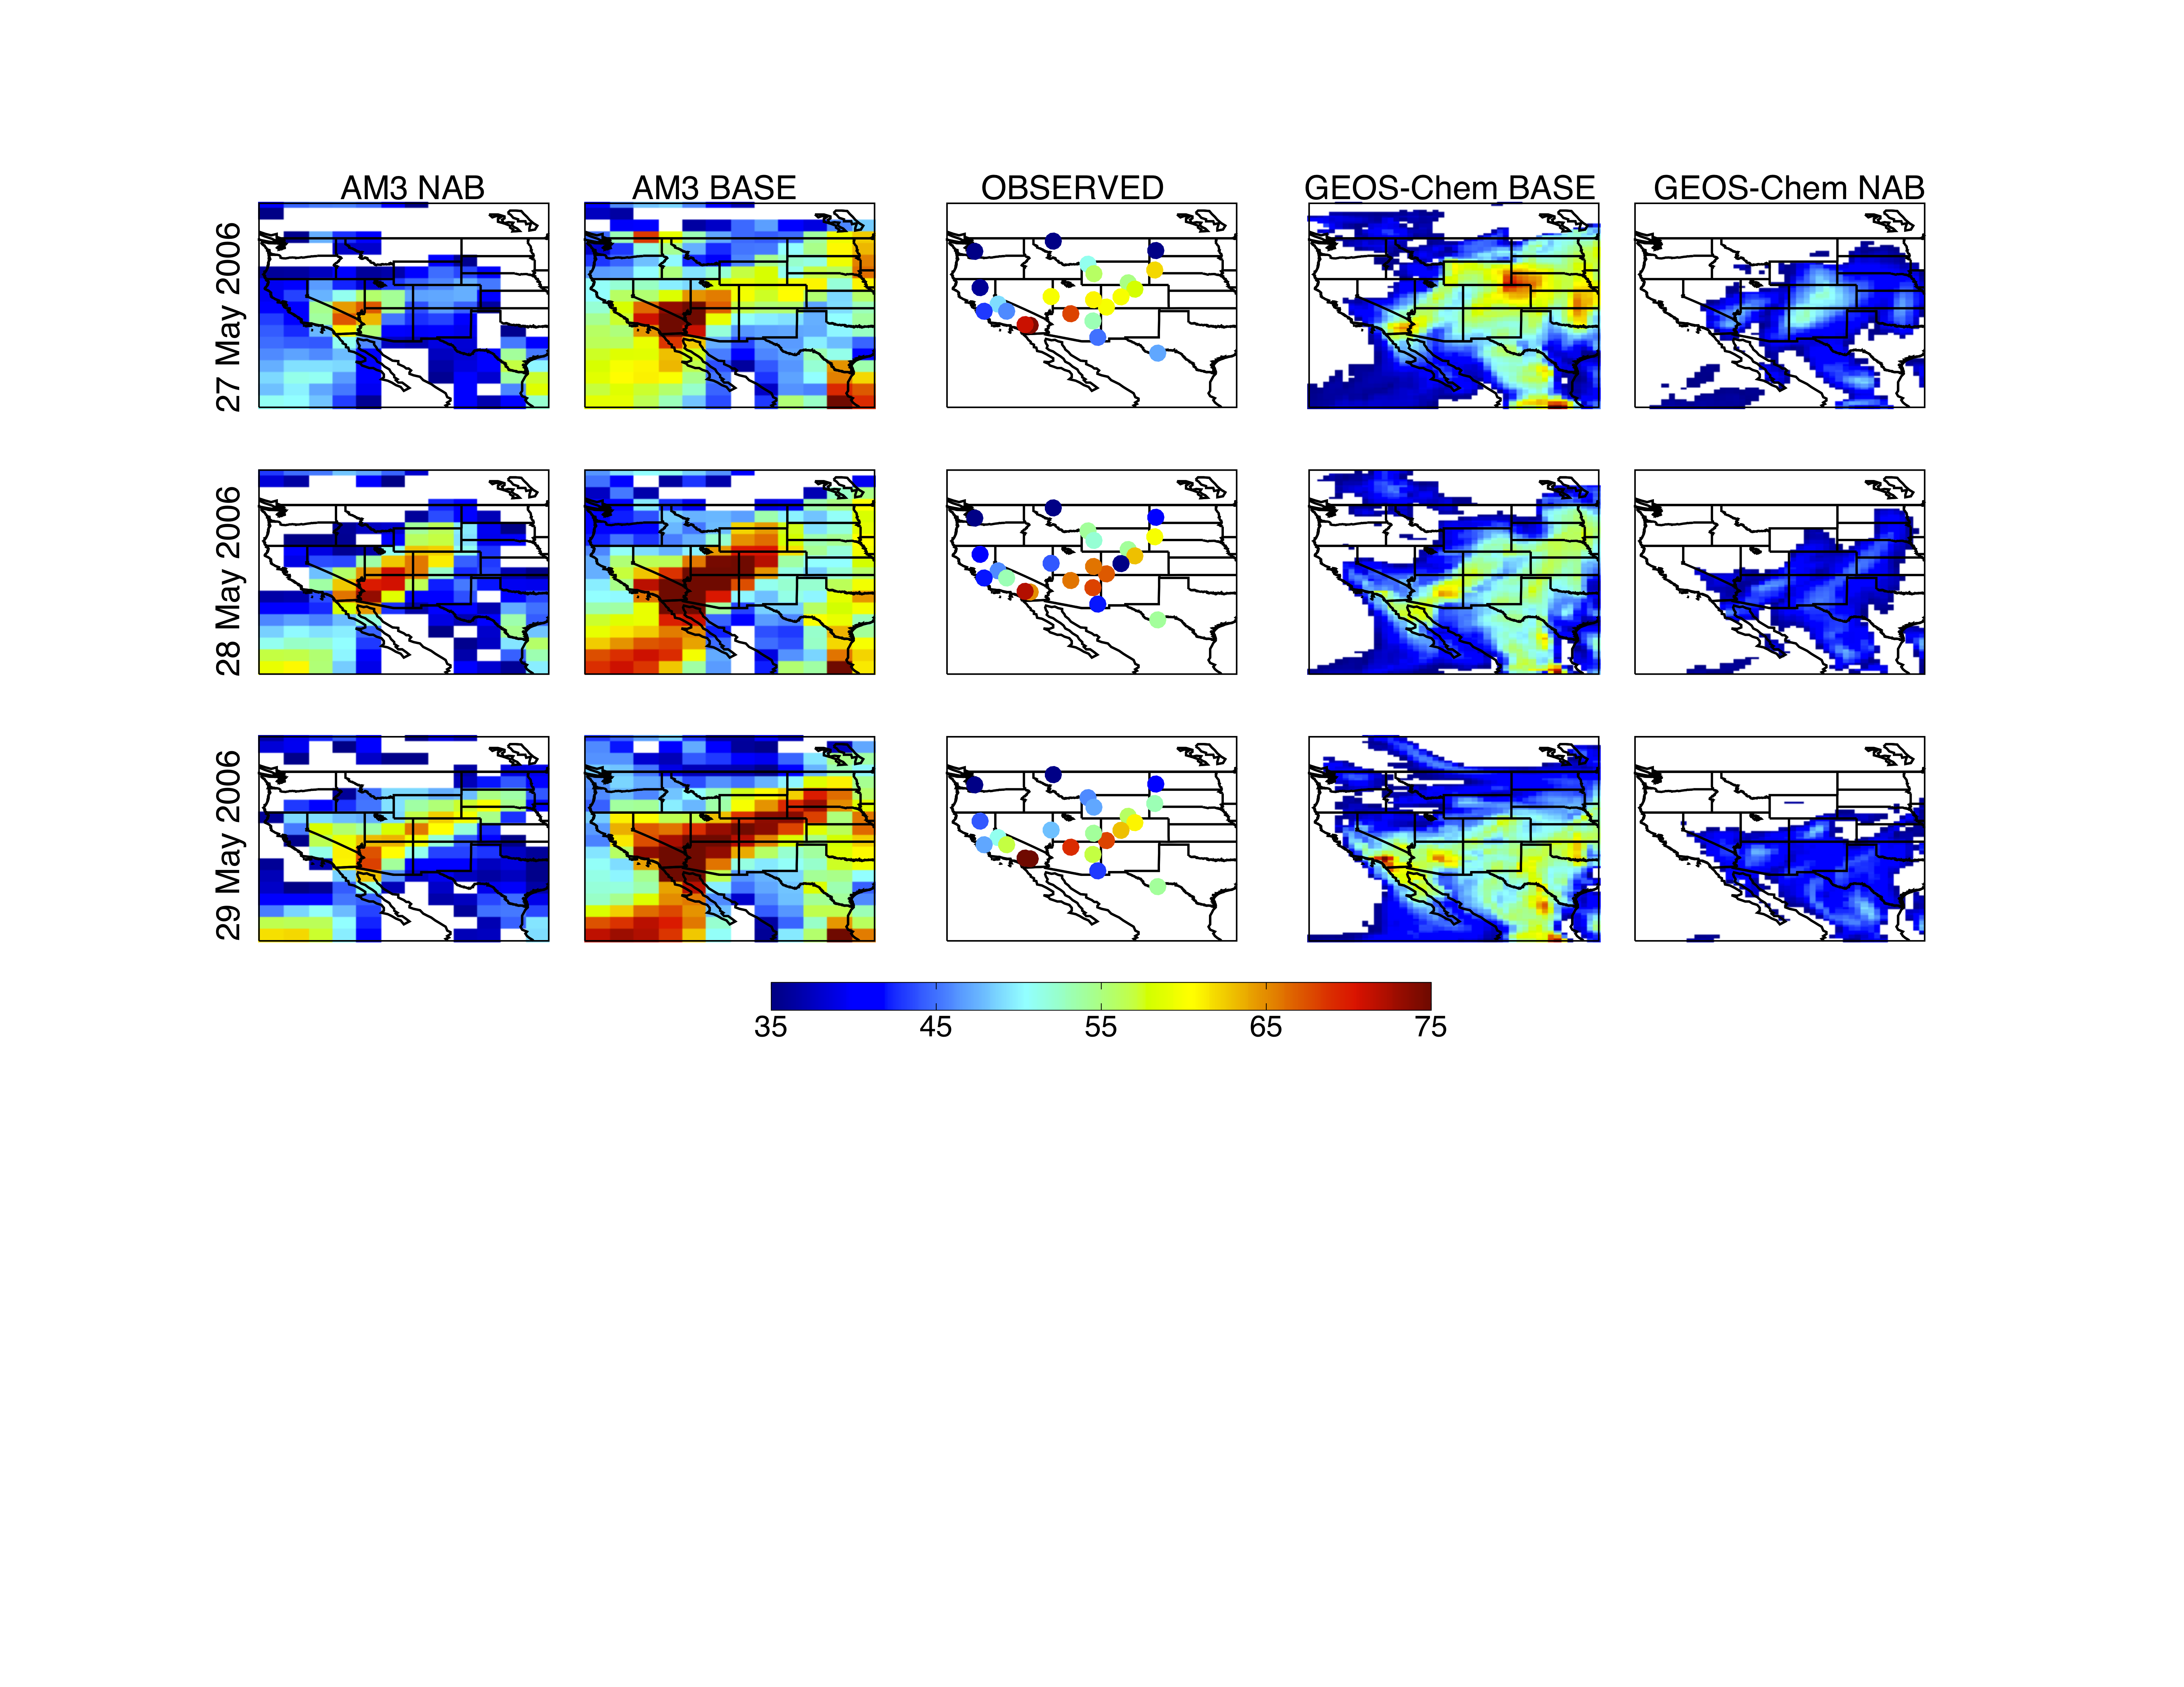 AM3 NAB
AM3 BASE
OBSERVED
GEOS-Chem BASE
GEOS-Chem NAB
27 May 2006
28 May 2006
29 May 2006
35 45 55 65 75